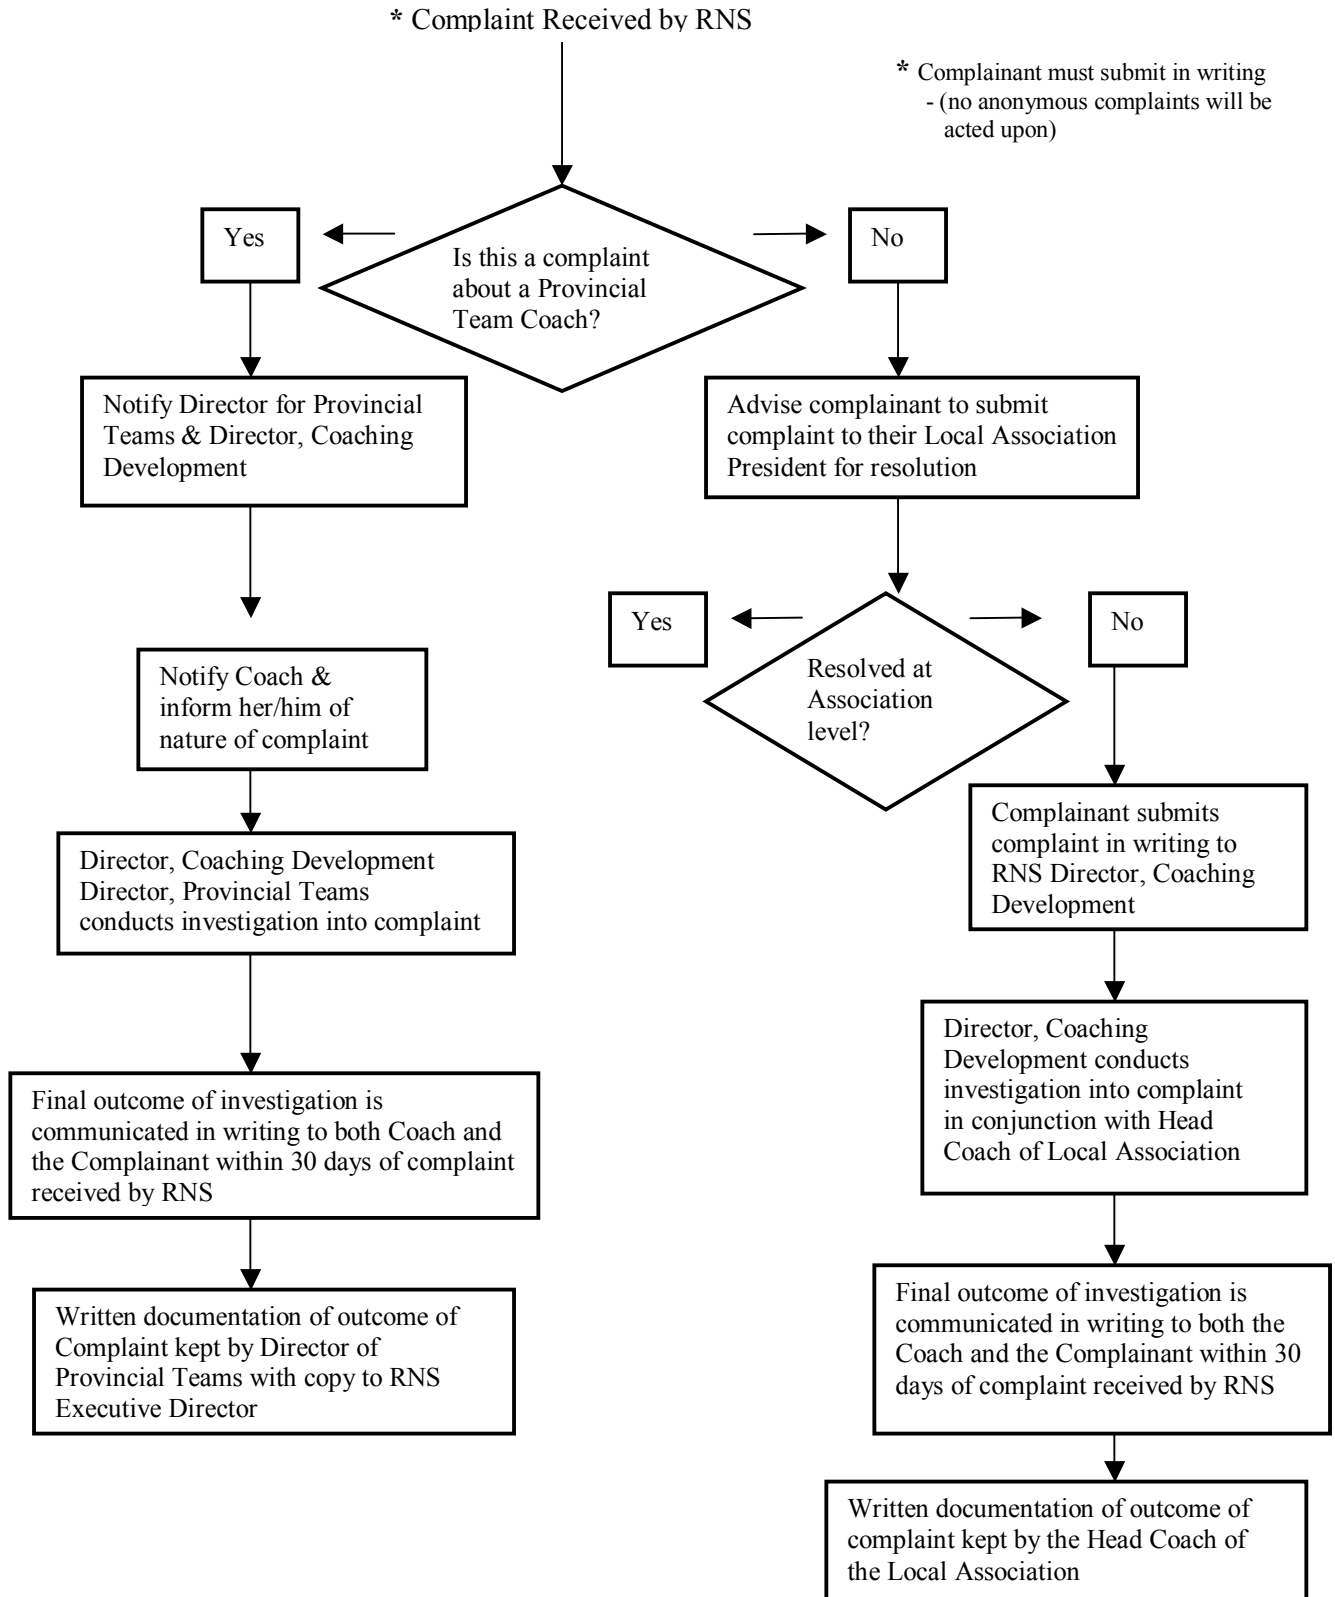 * Complaint Received by RNS
* Complainant must submit in writing
- (no anonymous complaints will be
acted upon)
Yes
Is this a complaint
about a Provincial
Team Coach?
No
Notify Director for Provincial
Teams & Director, Coaching
Development
Advise complainant to submit
complaint to their Local Association
President for resolution
Yes
Resolved at
Association
level?
No
Notify Coach &
inform her/him of
nature of complaint
Complainant submits
complaint in writing to
RNS Director, Coaching
Development
Director, Coaching Development
Director, Provincial Teams
conducts investigation into complaint
Director, Coaching
Development conducts
investigation into complaint
in conjunction with Head
Coach of Local Association
Final outcome of investigation is
communicated in writing to both Coach and
the Complainant within 30 days of complaint
received by RNS
Final outcome of investigation is
communicated in writing to both the
Coach and the Complainant within 30
days of complaint received by RNS
Written documentation of outcome of
Complaint kept by Director of
Provincial Teams with copy to RNS
Executive Director
Written documentation of outcome of
complaint kept by the Head Coach of
the Local Association